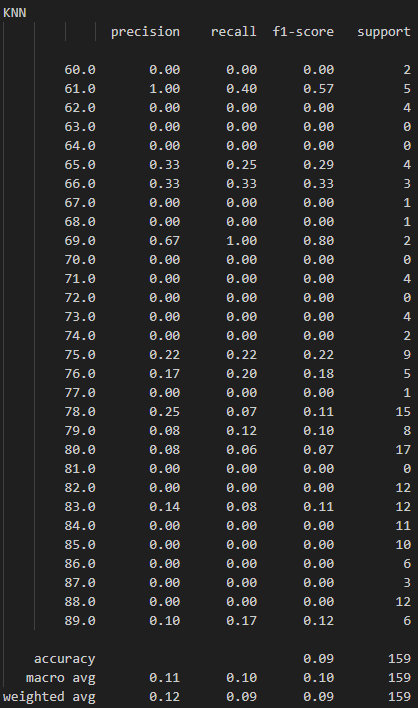 KNN
precision recall f1-score support
60.0 0.00 0.00 0.00 2
61.0 1.00 0.40 0.57 5
62.0 0.00 0.00 0.00 4
63.0 0.00 0.00 0.00 0
64.0 0.00 0.00 0.00 0
65.0 0.33 0.25 0.29 4
66.0 0.33 0.33 0.33 3
67.0 0.00 0.00 0.00 1
68.0 0.00 0.00 0.00 1
69.0 0.67 1.00 0.80 2
70.0 0.00 0.00 0.00 0
71.0 0.00 0.00 0.00 4
72.0 0.00 0.00 0.00 0
73.0 0.00 0.00 0.00 4
74.0 0.00 0.00 0.00 2
75.0 0.22 0.22 0.22 9
76.0 0.17 0.20 0.18 5
77.0 0.00 0.00 0.00 1
78.0 0.25 0.07 0.11 15
79.0 0.08 0.12 0.10 8
80.0 0.08 0.06 0.07 17
81.0 0.00 0.00 0.00 0
82.0 0.00 0.00 0.00 12
83.0 0.14 0.08 0.11 12
84.0 0.00 0.00 0.00 11
85.0 0.00 0.00 0.00 10
86.0 0.00 0.00 0.00 6
87.0 0.00 0.00 0.00 3
88.0 0.00 0.00 0.00 12
89.0 0.10 0.17 0.12 6
accuracy 0.09 159
macro avg 0.11 0.10 0.10 159
weighted avg 0.12 0.09 0.09 159